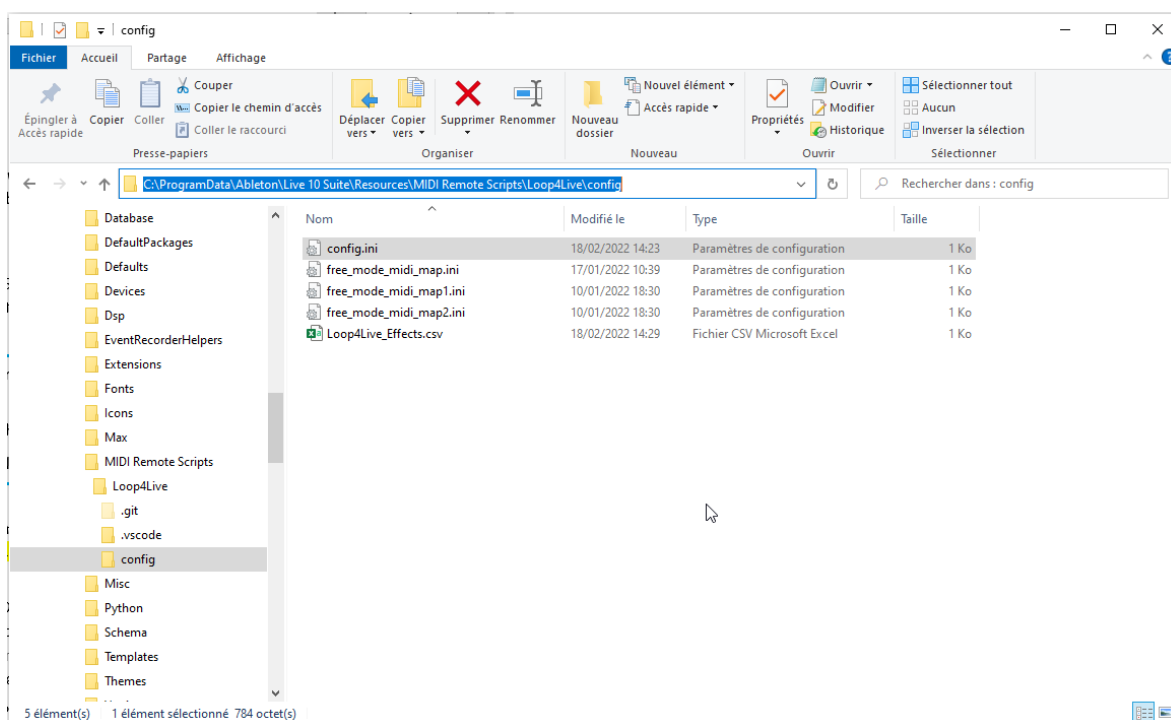 config
Fichier Accueil Partage Affichage
Épingler à Accès rapide
Copier
Coller
Couper
Copier le chemin d'accès
Coller le raccourci
Presse-papiers
Déplacer vers
Copier vers
Supprimer
Renommer
Organiser
Nouveau dossier
Nouvel élément
Accès rapide
Nouveau
Propriétés
Ouvrir
Modifier
Historique
Ouvrir
Sélectionner tout
Aucun
Inverser la sélection
Sélectionner
C:\ProgramData\Ableton\Live 10 Suite\Resources\MIDI Remote Scripts\Loop4Live\config
Rechercher dans : config
Database
DefaultPackages
Defaults
Devices
Dsp
EventRecorderHelpers
Extensions
Fonts
Icons
Max
MIDI Remote Scripts
Loop4Live
.git
.vscode
config
Misc
Python
Schema
Templates
Themes
Nom Modifié le Type Taille
config.ini 18/02/2022 14:23 Paramètres de configuration 1 Ko
free_mode_midi_map.ini 17/01/2022 10:39 Paramètres de configuration 1 Ko
free_mode_midi_map1.ini 10/01/2022 18:30 Paramètres de configuration 1 Ko
free_mode_midi_map2.ini 10/01/2022 18:30 Paramètres de configuration 1 Ko
Loop4Live_Effects.csv 18/02/2022 14:29 Fichier CSV Microsoft Excel 1 Ko
5 élément(s) 1 élément sélectionné 784 octet(s)